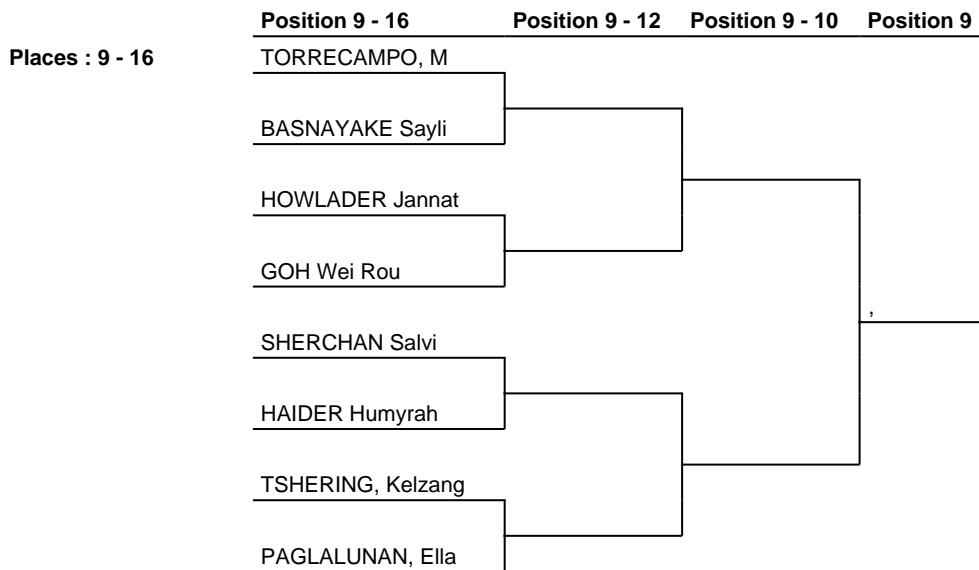 Position 9 - 16 Position 9 - 12 Position 9 - 10 Position 9
Places : 9 - 16 TORRECAMPO, M
BASNAYAKE Sayli
HOWLADER Jannat
GOH Wei Rou
,
SHERCHAN Salvi
HAIDER Humyrah
TSHERING, Kelzang
PAGLALUNAN, Ella